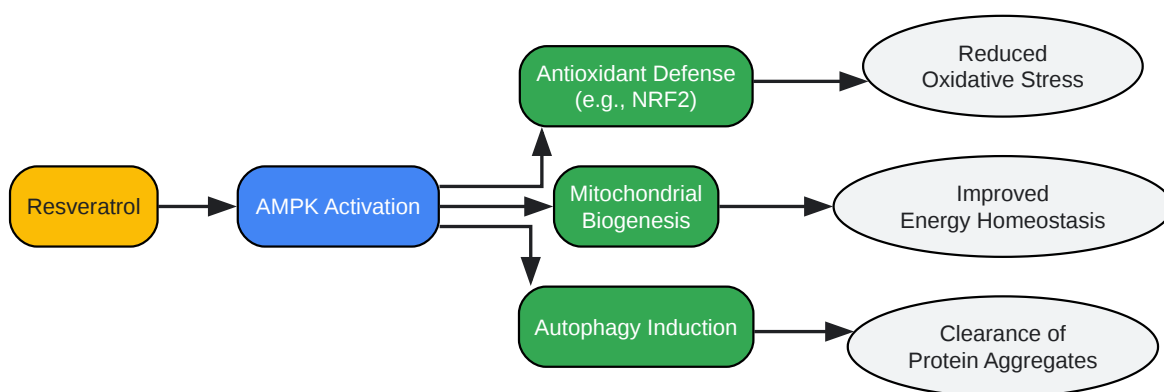 Resveratrol
AMPK Activation
Antioxidant Defense
(e.g., NRF2)
Mitochondrial
Biogenesis
Autophagy Induction
Reduced
Oxidative Stress
Improved
Energy Homeostasis
Clearance of
Protein Aggregates